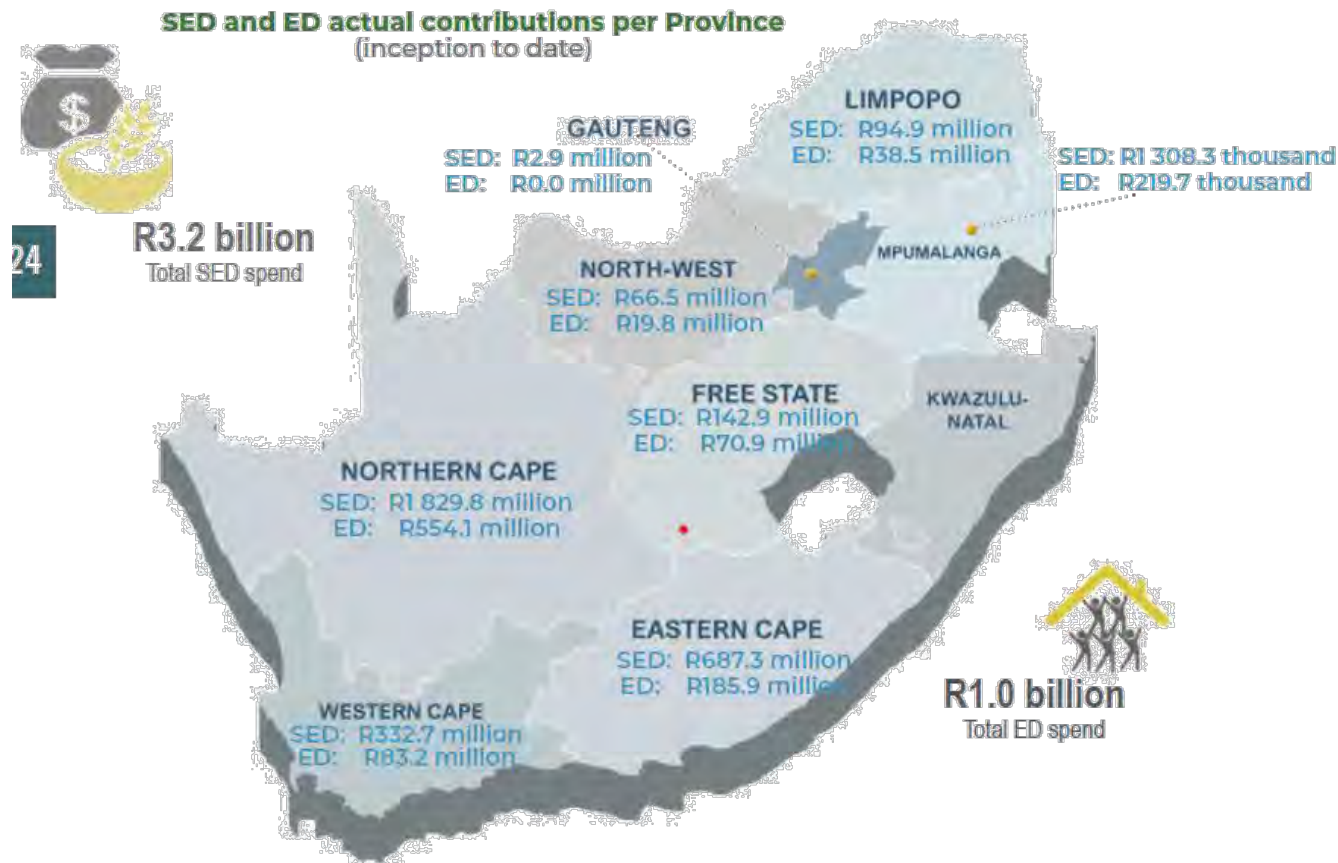 SED and ED actual contributions per Province
(inception to date)
$
R3.2 billion
Total SED spend
24
GAUTENG
SED: R2.9 million
ED: R0.0 million
LIMPOPO
SED: R94.9 million
ED: R38.5 million
SED: R1 308.3 thousand
ED: R219.7 thousand
MPUMALANGA
NORTH-WEST
SED: R66.5 million
ED: R19.8 million
FREE STATE
SED: R142.9 million
ED: R70.9 million
KWAZULU-
NATAL
NORTHERN CAPE
SED: R1 829.8 million
ED: R554.1 million
EASTERN CAPE
SED: R687.3 million
ED: R185.9 million
WESTERN CAPE
SED: R332.7 million
ED: R83.2 million
R1.0 billion
Total ED spend